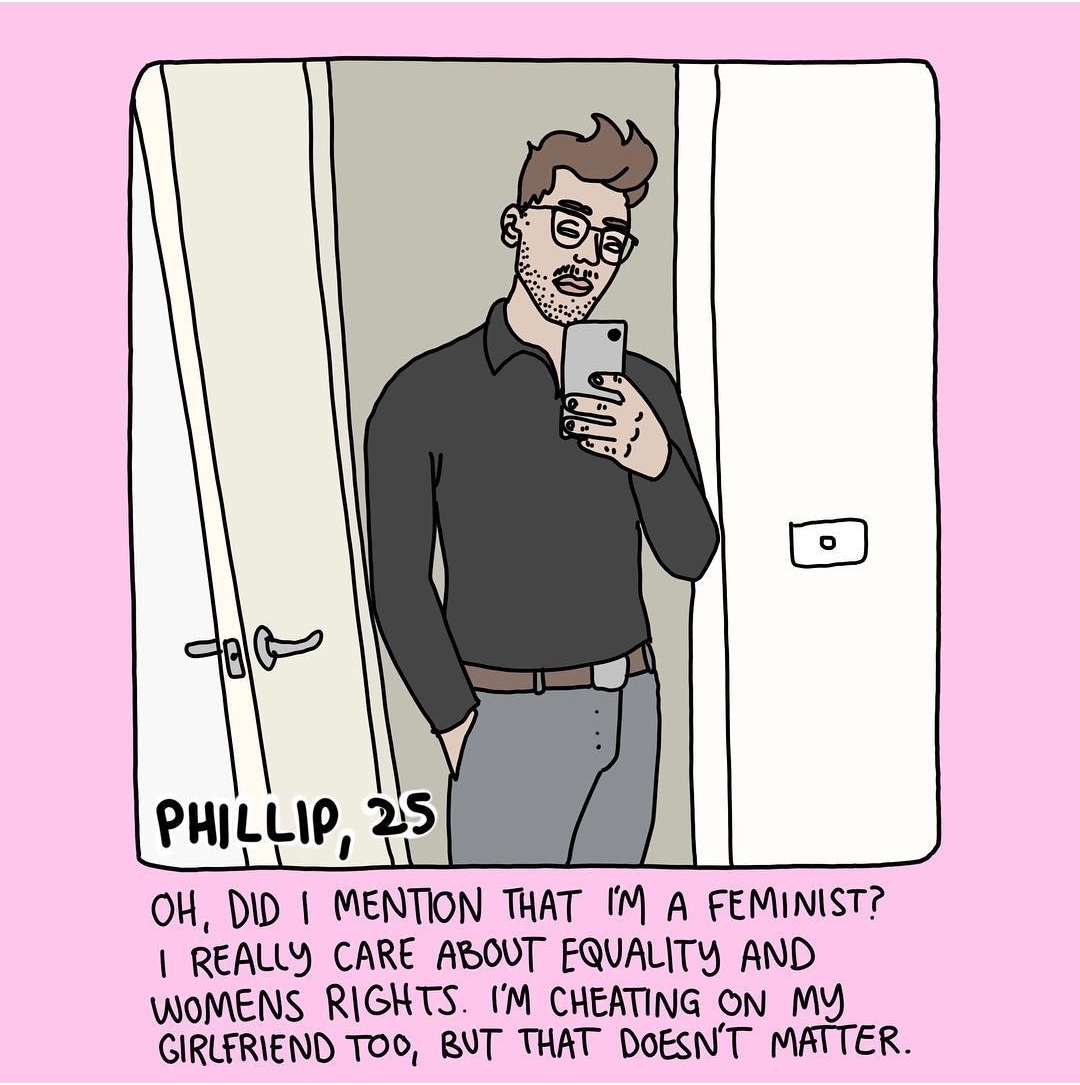 PHILLIP, 25
OH, DID I MENTION THAT I'M A FEMINIST?
I REALLY CARE ABOUT EQUALITY AND
WOMENS RIGHTS. I'M CHEATING ON MY
GIRLFRIEND TOO, BUT THAT DOESN'T MATTER.